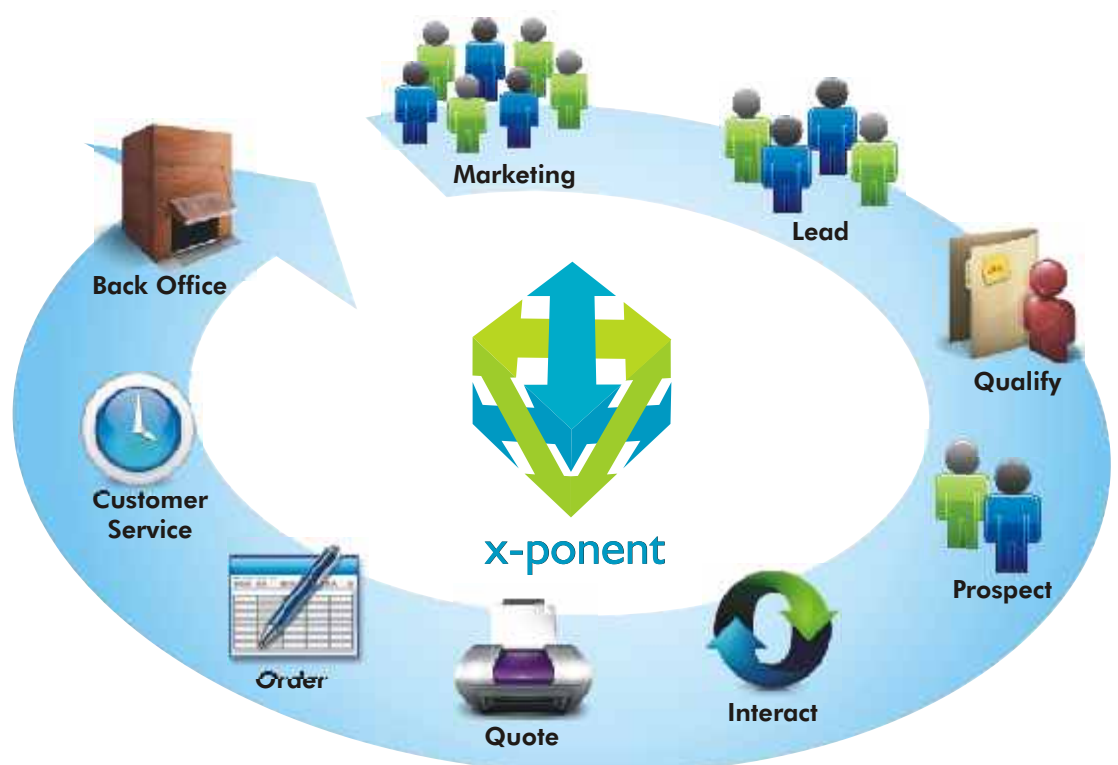 Marketing
Lead
Qualify
Prospect
Interact
Quote
Order
Customer
Service
Back Office
x-ponent